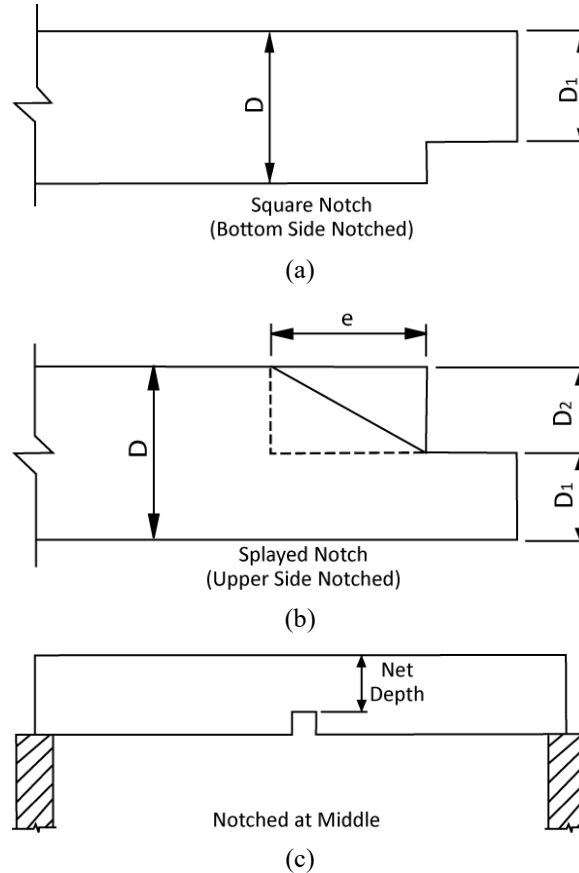 D
D₁
Square Notch
(Bottom Side Notched)
(a)
e
D
D₂
D₁
Splayed Notch
(Upper Side Notched)
(b)
Net
Depth
Notched at Middle
(c)